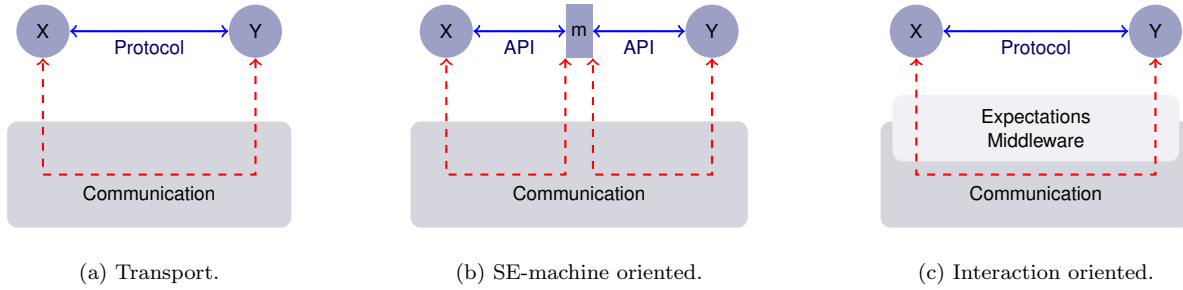 X
Y
Protocol
Communication
(a) Transport.
X
m
Y
API
API
Communication
(b) SE-machine oriented.
X
Y
Protocol
Expectations
Middleware
Communication
(c) Interaction oriented.